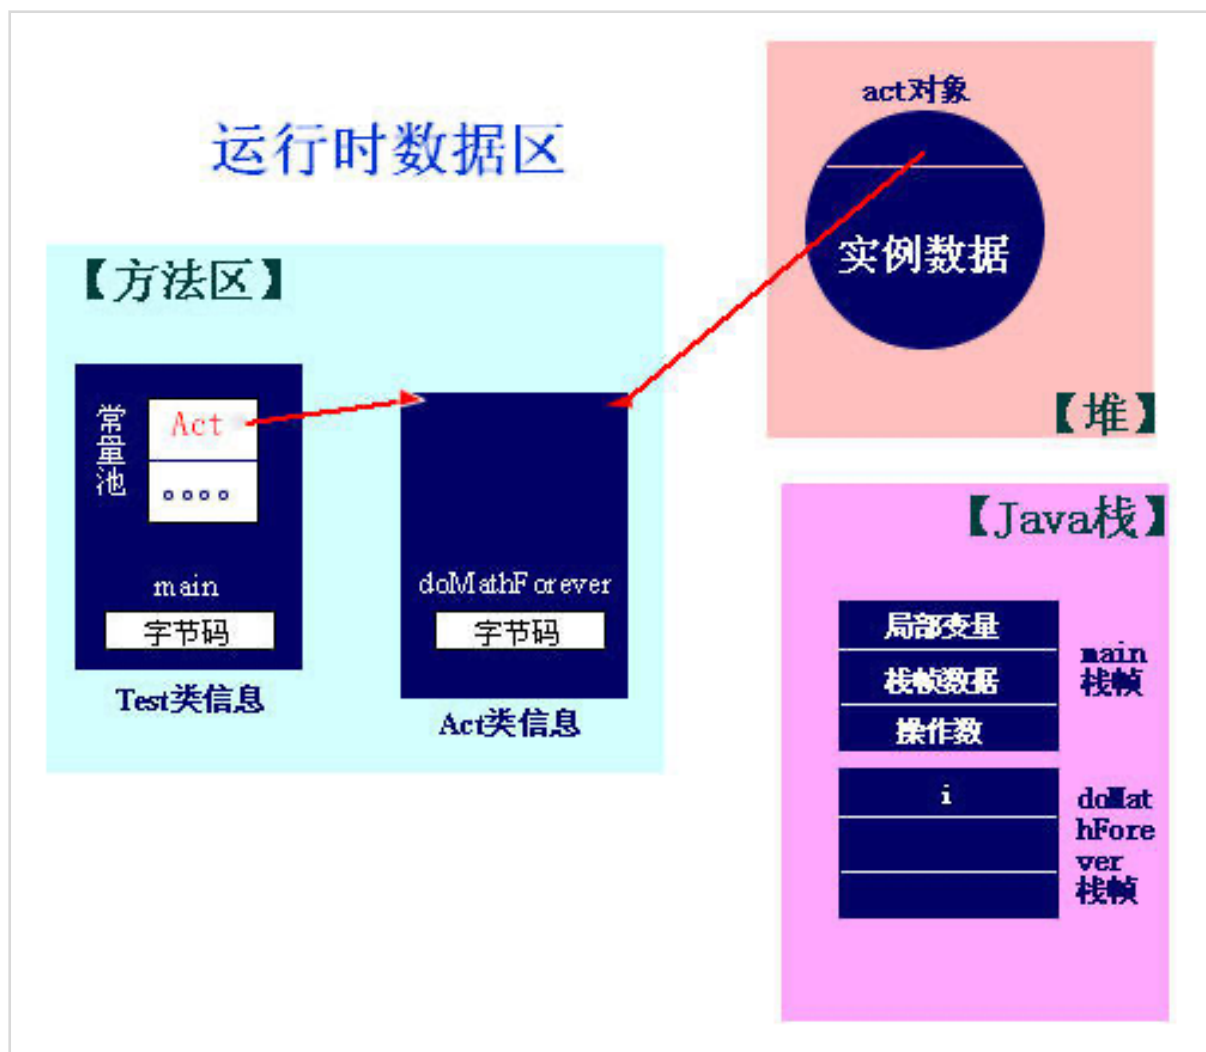 运行时数据区
act对象
实例数据
【堆】
【方法区】
常
量
池
Act
。。。。
main
字节码
Test类信息
doMathForever
字节码
Act类信息
【Java栈】
局部变量
栈帧数据
操作数
main
栈帧
i
doMat
hFore
ver
栈帧